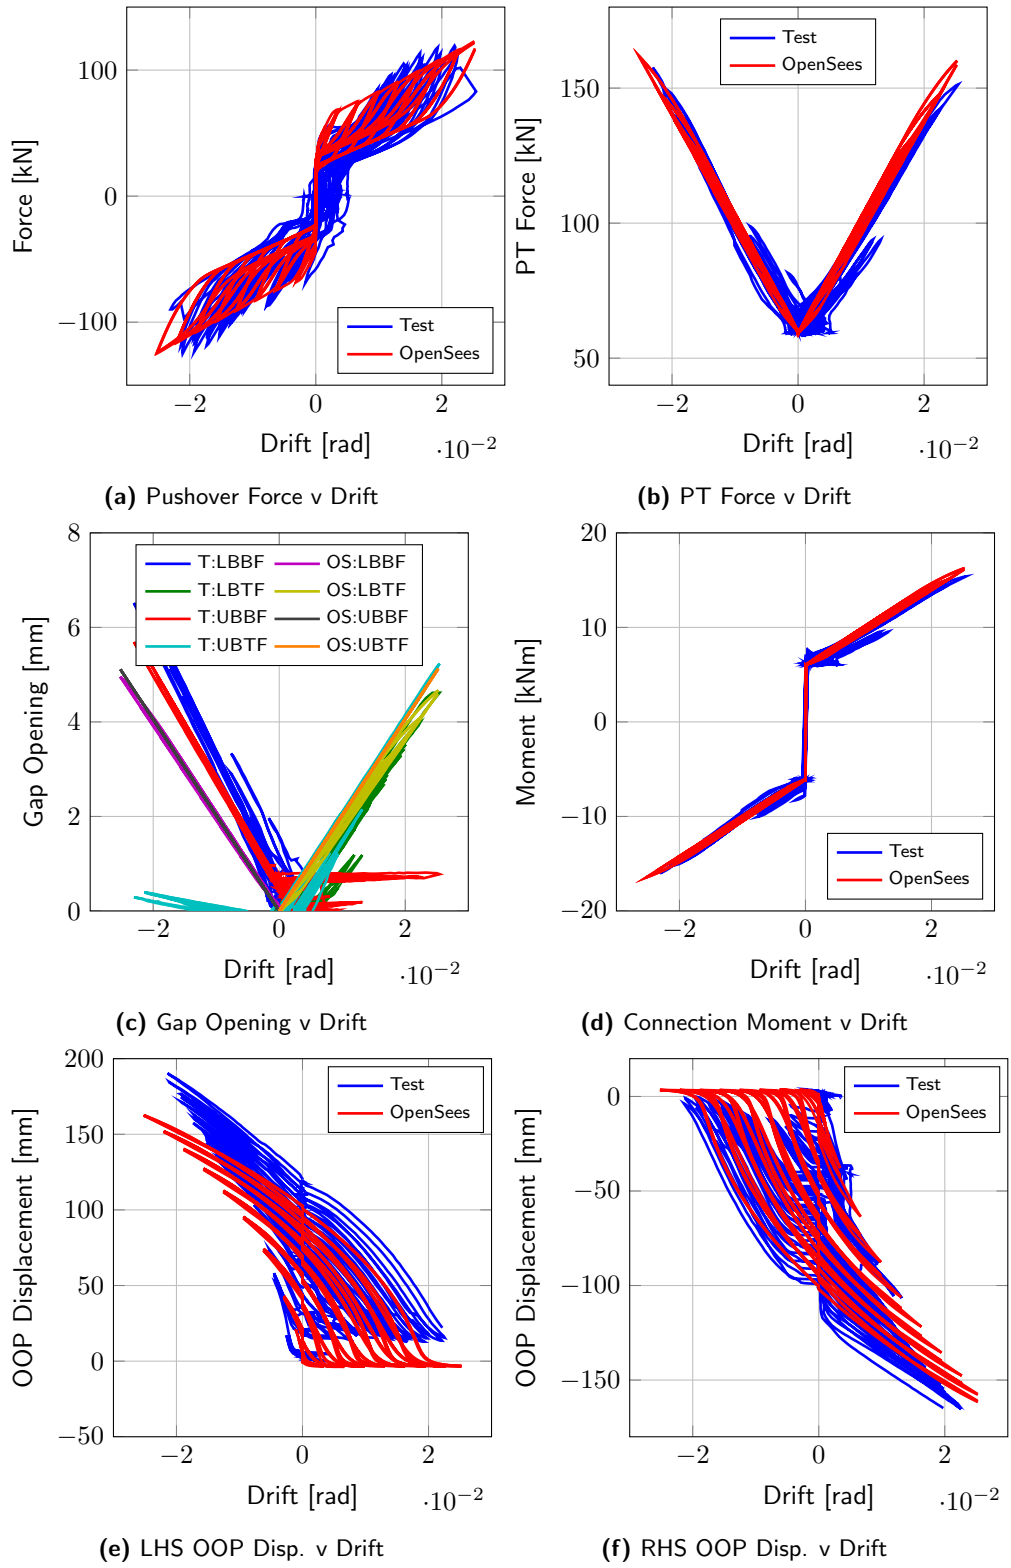 100
0
−100
Force [kN]
Test
OpenSees
−2 0 2
Drift [rad]
·10−2
(a) Pushover Force v Drift
150
100
50
PT Force [kN]
Test
OpenSees
−2 0 2
Drift [rad]
·10−2
(b) PT Force v Drift
8
6
4
2
0
Gap Opening [mm]
T:LBBF OS:LBBF
T:LBTF OS:LBTF
T:UBBF OS:UBBF
T:UBTF OS:UBTF
−2 0 2
Drift [rad]
·10−2
(c) Gap Opening v Drift
20
10
0
−10
−20
Moment [kNm]
Test
OpenSees
−2 0 2
Drift [rad]
·10−2
(d) Connection Moment v Drift
200
150
100
50
0
−50
OOP Displacement [mm]
Test
OpenSees
−2 0 2
Drift [rad]
·10−2
(e) LHS OOP Disp. v Drift
0
−50
−100
−150
OOP Displacement [mm]
Test
OpenSees
−2 0 2
Drift [rad]
·10−2
(f) RHS OOP Disp. v Drift